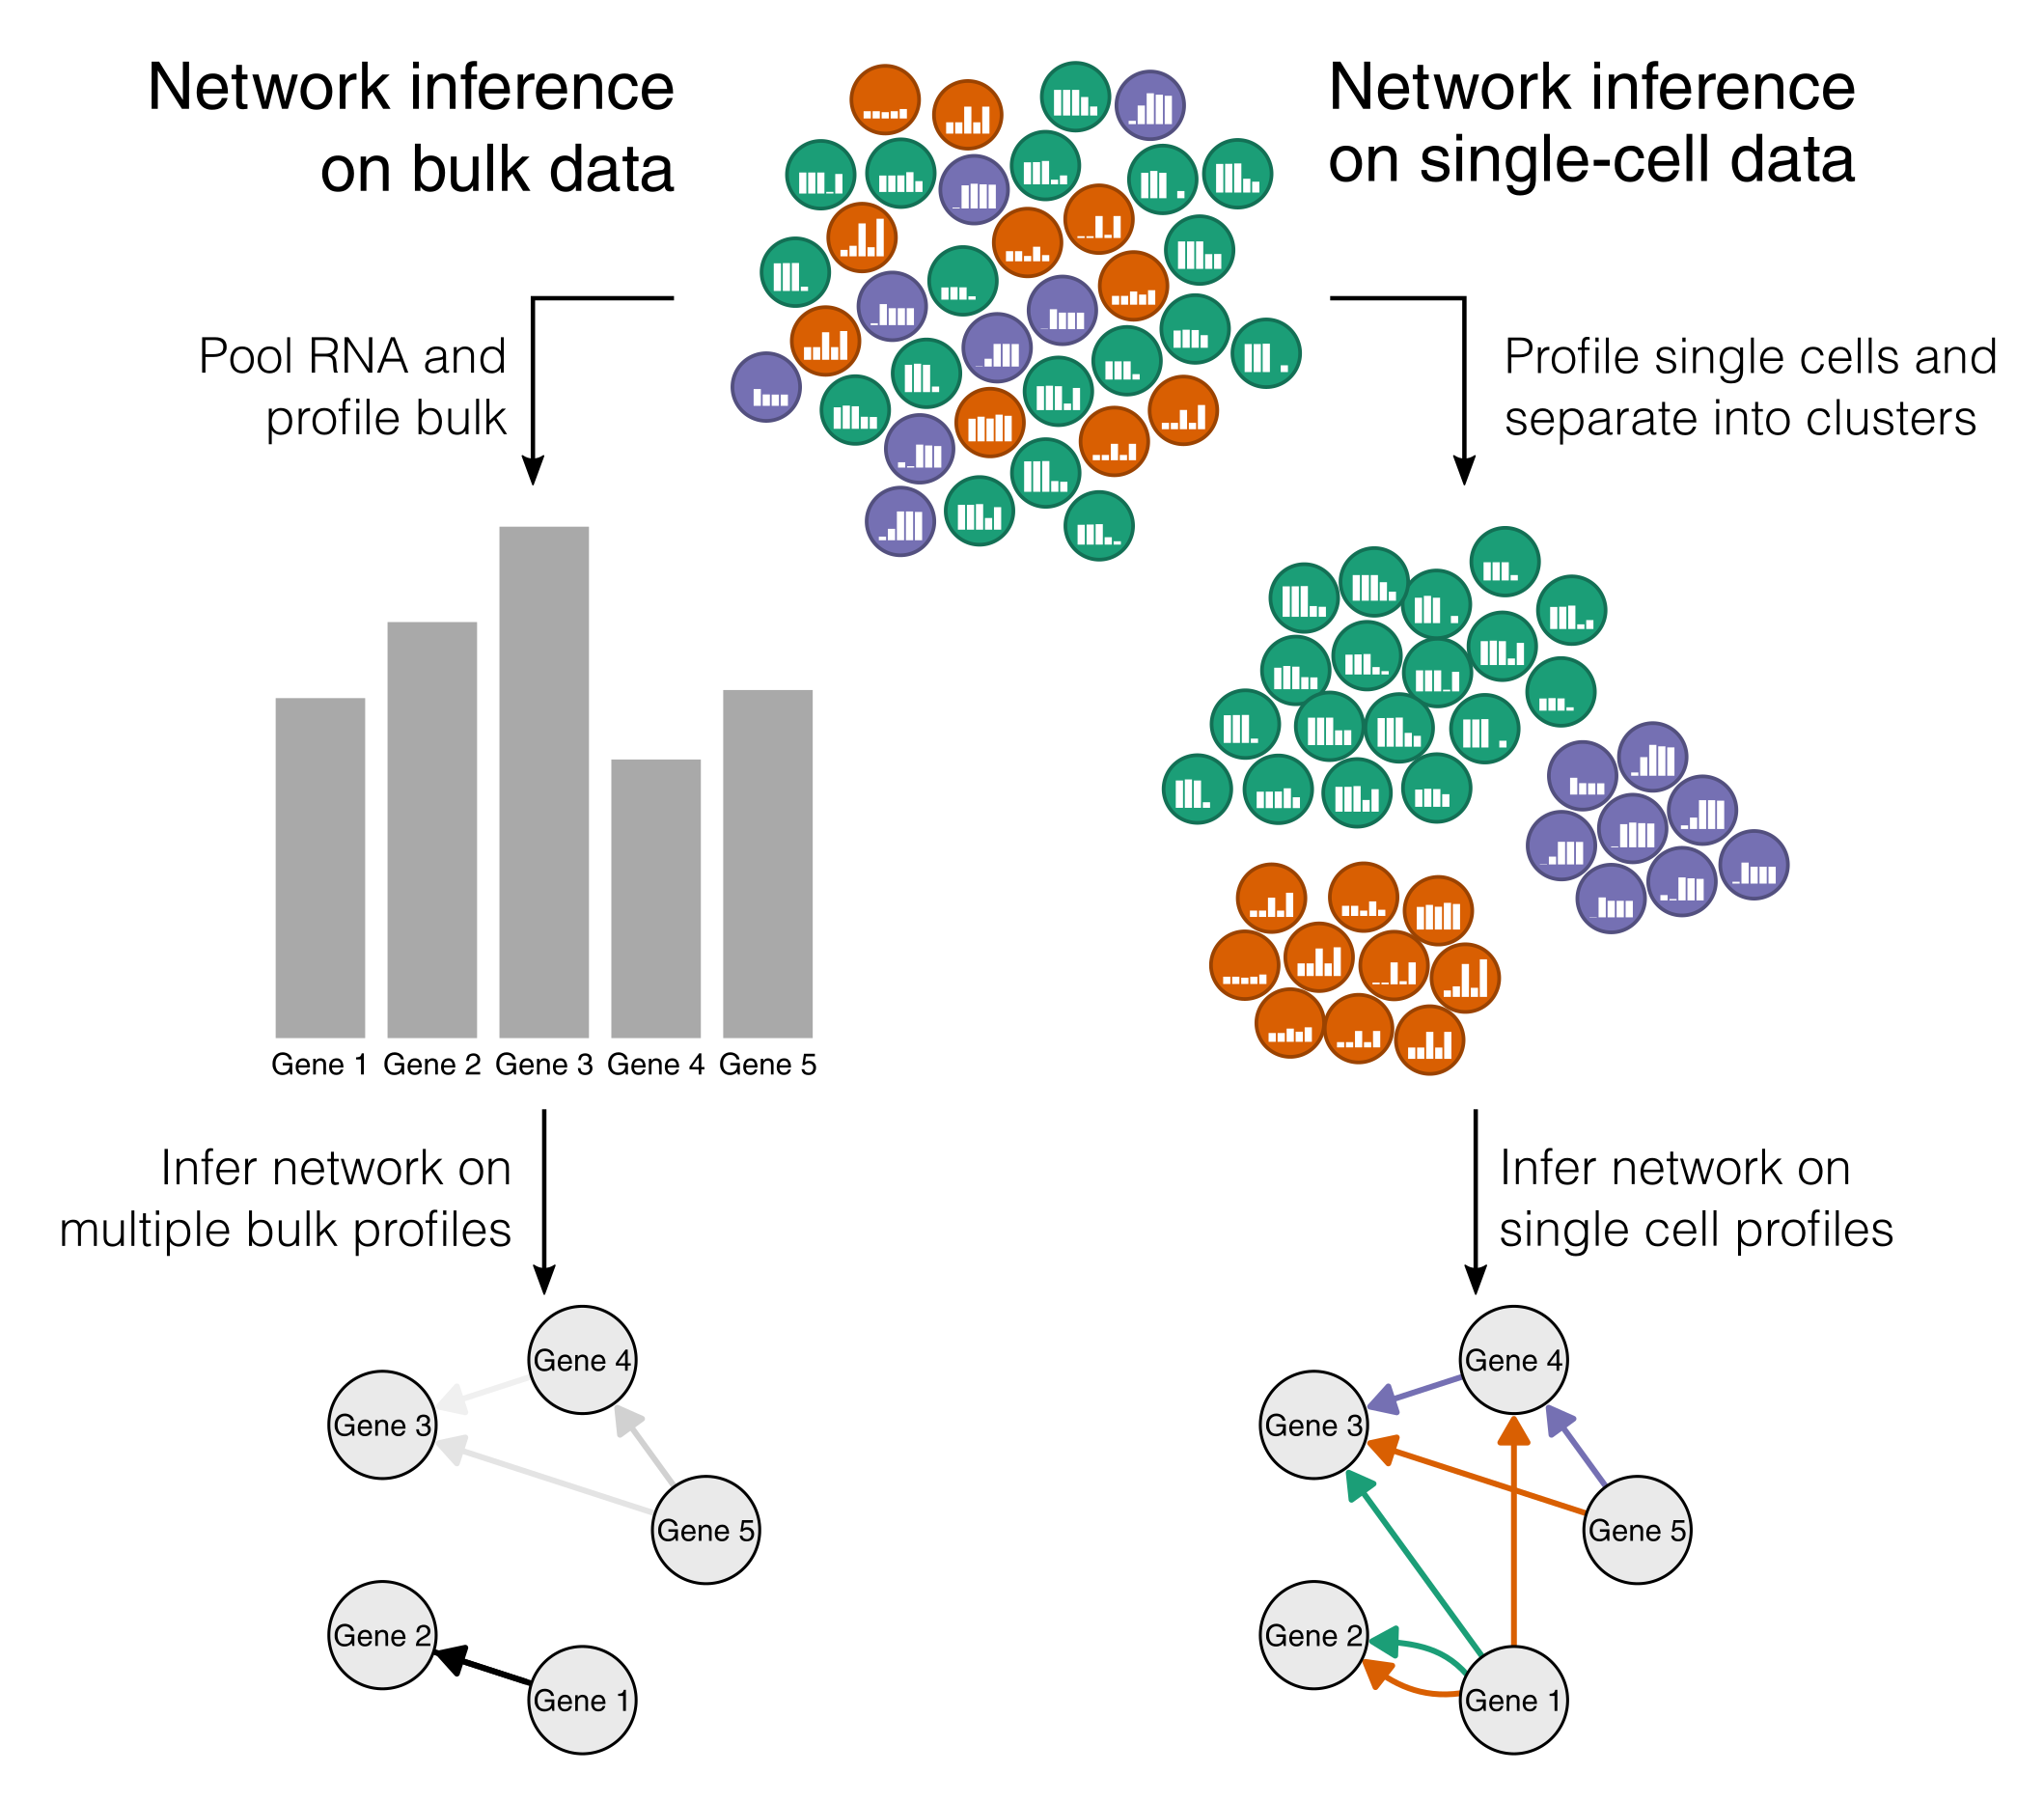 Network inference
on bulk data
Network inference
on single-cell data
Pool RNA and
profile bulk
Profile single cells and
separate into clusters
Gene 1 Gene 2 Gene 3 Gene 4 Gene 5
Infer network on
multiple bulk profiles
Infer network on
single cell profiles
Gene 4
Gene 3
Gene 5
Gene 2
Gene 1
Gene 4
Gene 3
Gene 5
Gene 2
Gene 1